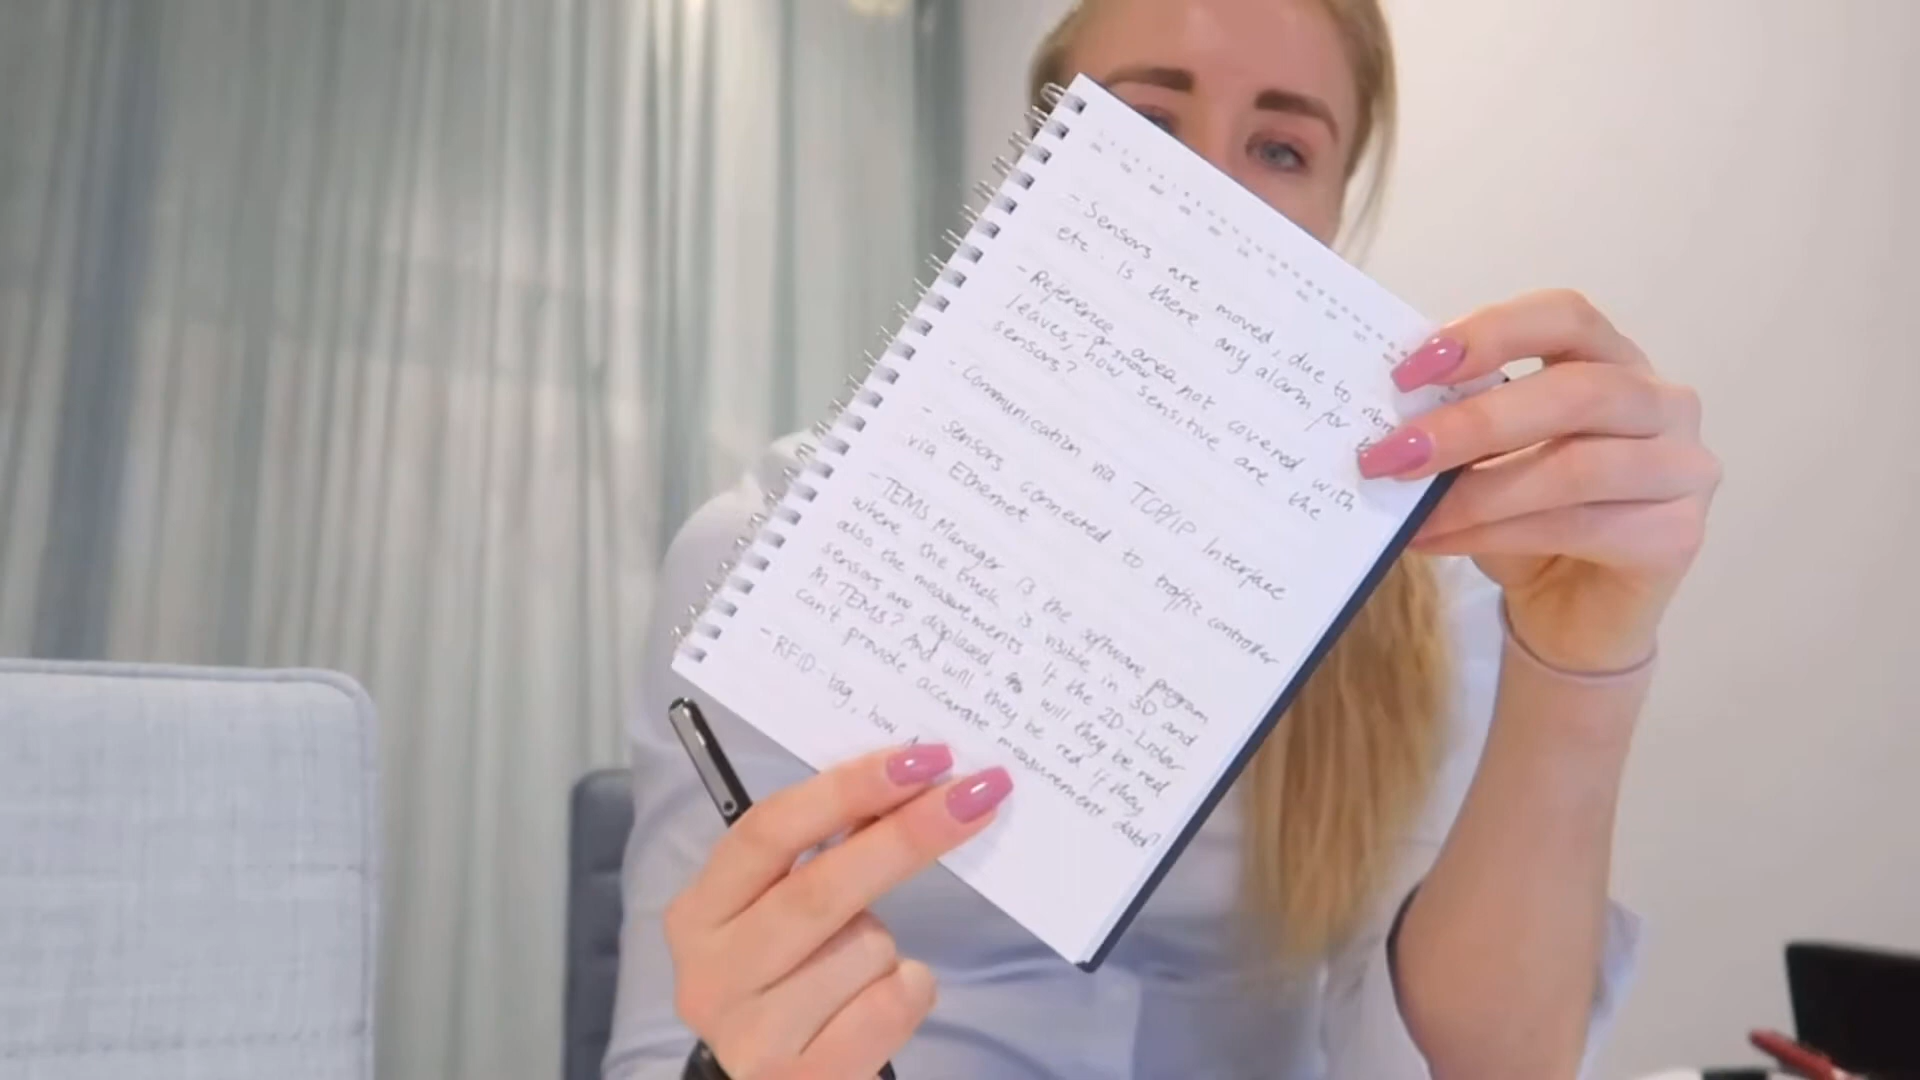 - Sensors are moved, due to vibra
etc. Is there any alarm for
- Reference area not covered with
leaves, or snow how sensitive are the
sensors?
- Communication via TCP/IP Interface
- sensors connected to traffic controller
via Ethernet
- TEMS Manager is the software program
where the truck is visible in 3D and
also the measurements. If the 2D-Lidar
sensors are displaced, will they be red
in TEMS? And will they be red if they
can't provide accurate measurement data?
- RFID-tag, how